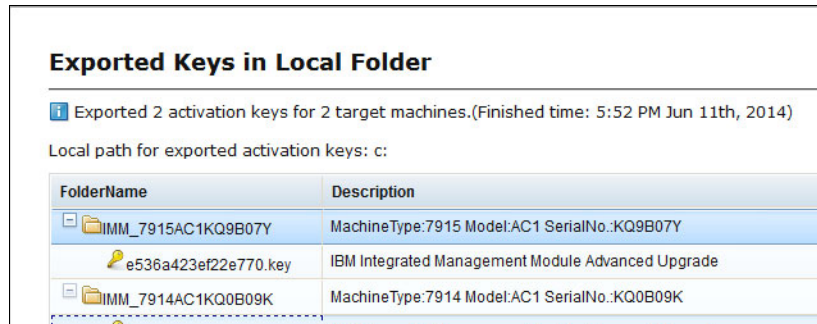 Exported Keys in Local Folder
Exported 2 activation keys for 2 target machines.(Finished time: 5:52 PM Jun 11th, 2014)
Local path for exported activation keys: c:
FolderName Description
IMM_7915AC1KQ9B07Y MachineType:7915 Model:AC1 SerialNo.:KQ9B07Y
e536a423ef22e770.key IBM Integrated Management Module Advanced Upgrade
IMM_7914AC1KQ0B09K MachineType:7914 Model:AC1 SerialNo.:KQ0B09K